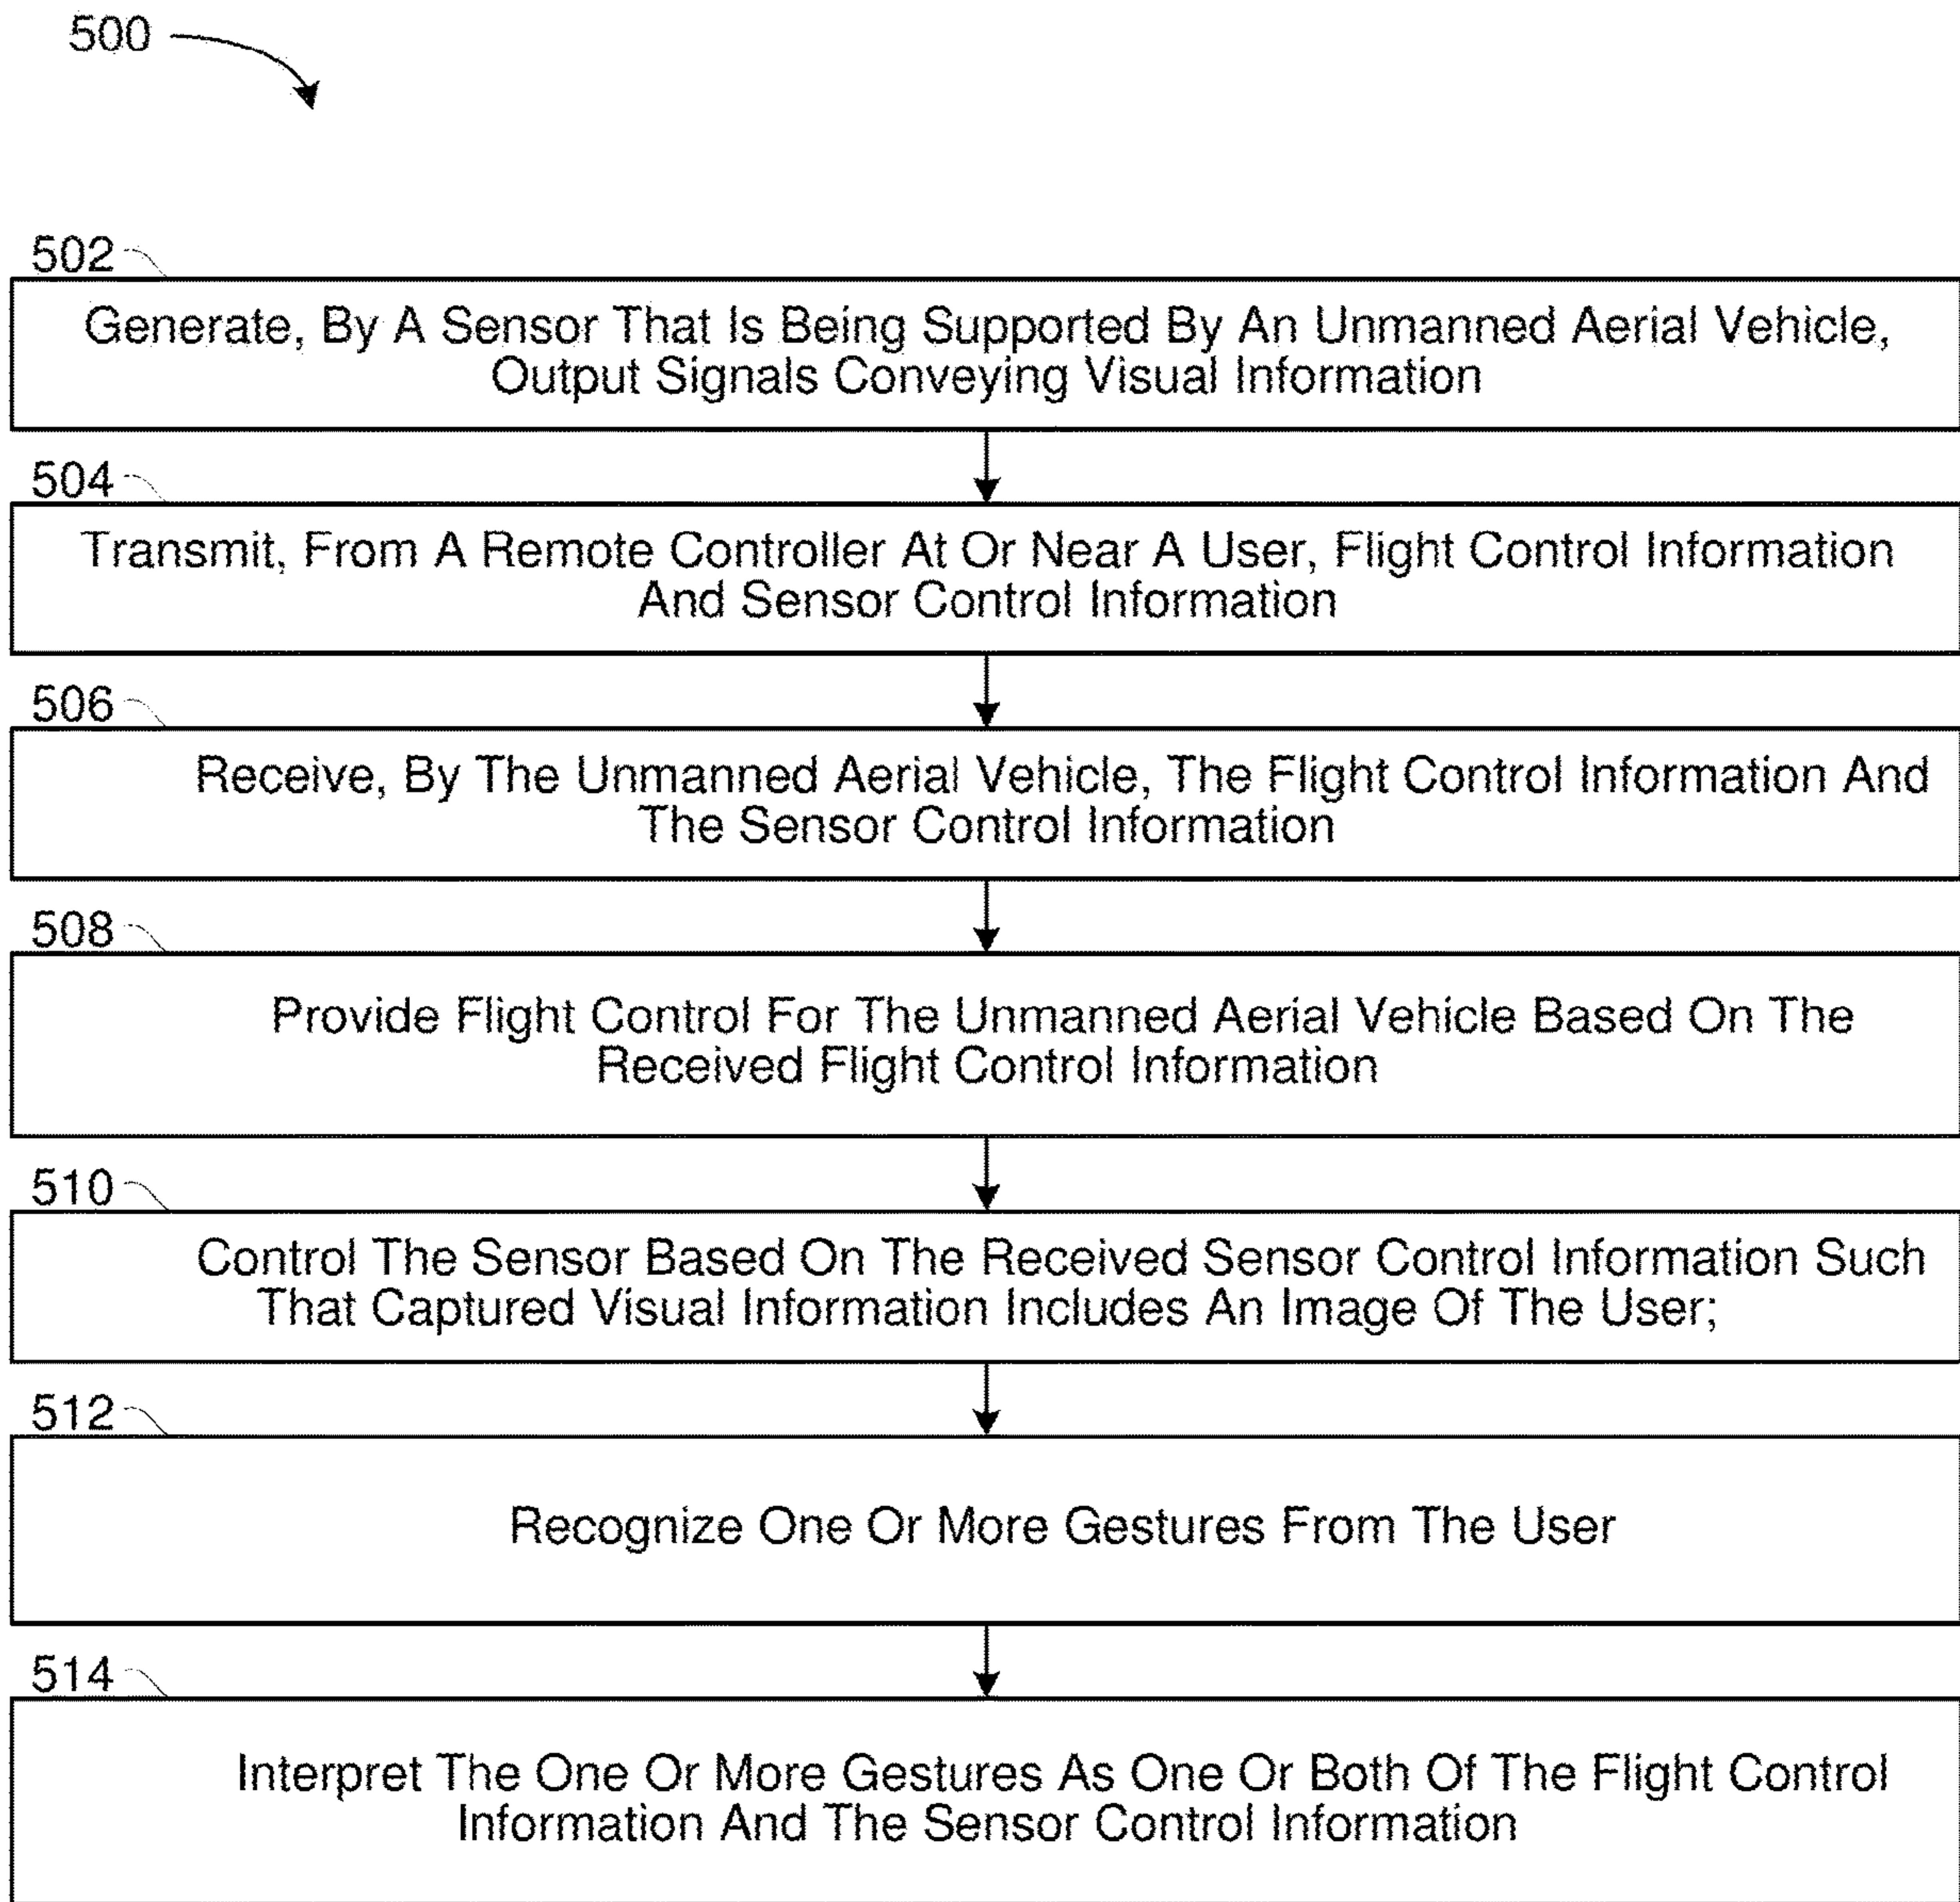 500
502
Generate, By A Sensor That Is Being Supported By An Unmanned Aerial Vehicle,
Output Signals Conveying Visual Information
504
Transmit, From A Remote Controller At Or Near A User, Flight Control Information
And Sensor Control Information
506
Receive, By The Unmanned Aerial Vehicle, The Flight Control Information And
The Sensor Control Information
508
Provide Flight Control For The Unmanned Aerial Vehicle Based On The
Received Flight Control Information
510
Control The Sensor Based On The Received Sensor Control Information Such
That Captured Visual Information Includes An Image Of The User;
512
Recognize One Or More Gestures From The User
514
Interpret The One Or More Gestures As One Or Both Of The Flight Control
Information And The Sensor Control Information